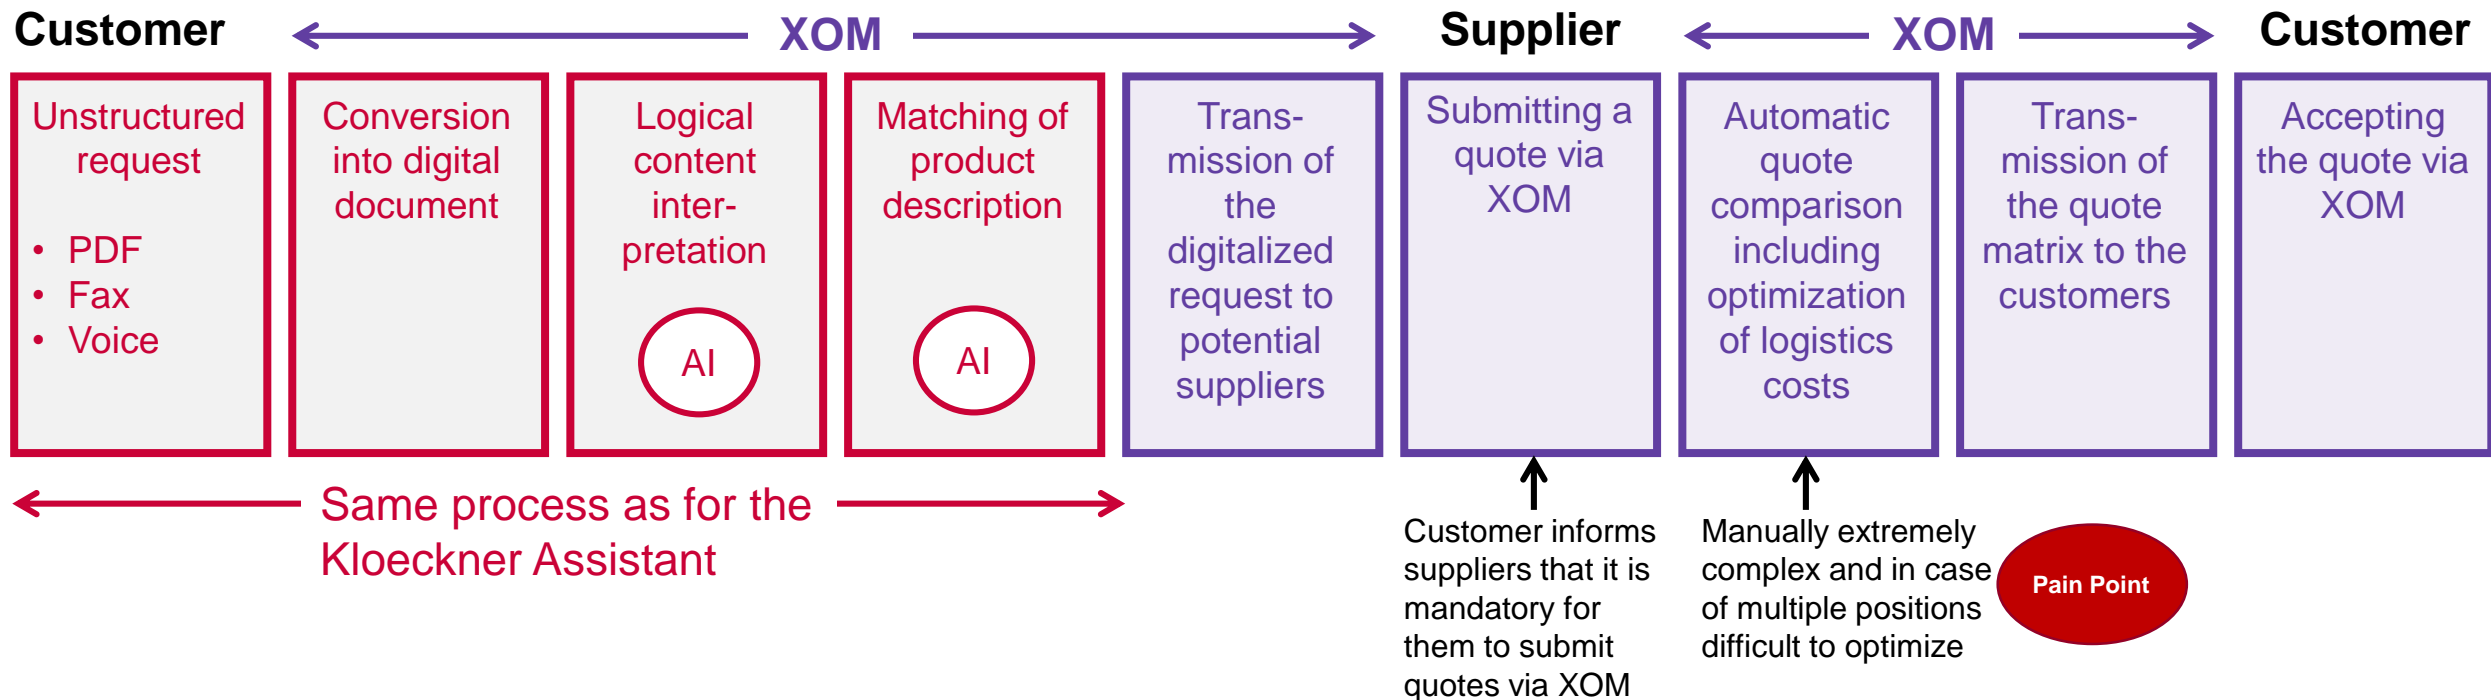 Customer
XOM
Supplier
XOM
Customer
Unstructured
request
• PDF
• Fax
• Voice
Conversion
into digital
document
Logical
content
inter-
pretation
AI
Matching of
product
description
AI
Trans-
mission of
the
digitalized
request to
potential
suppliers
Submitting a
quote via
XOM
Automatic
quote
comparison
including
optimization
of logistics
costs
Trans-
mission of
the quote
matrix to the
customers
Accepting
the quote via
XOM
Same process as for the
Kloeckner Assistant
Customer informs
suppliers that it is
mandatory for
them to submit
quotes via XOM
Manually extremely
complex and in case
of multiple positions
difficult to optimize
Pain Point